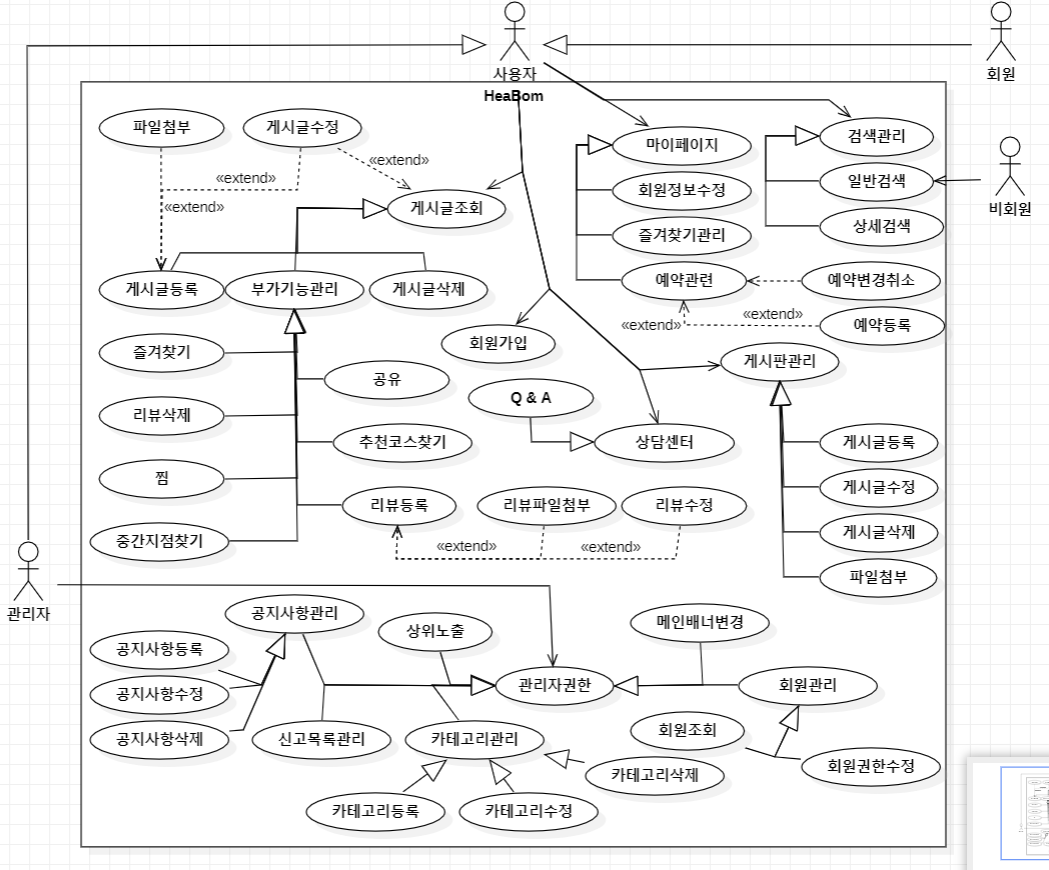 사용자
회원
HeaBom
파일첨부
게시글수정
«extend»
마이페이지
검색관리
«extend»
회원정보수정
일반검색
비회원
«extend»
게시글조회
즐겨찾기관리
상세검색
게시글등록
부가기능관리
게시글삭제
예약관련
예약변경취소
«extend»
«extend»
예약등록
즐겨찾기
회원가입
게시판관리
공유
Q & A
리뷰삭제
추천코스찾기
상담센터
게시글등록
찜
게시글수정
리뷰등록
리뷰파일첨부
리뷰수정
중간지점찾기
«extend»
«extend»
게시글삭제
파일첨부
관리자
공지사항관리
상위노출
메인배너변경
공지사항등록
공지사항수정
관리자권한
회원관리
공지사항삭제
신고목록관리
카테고리관리
회원조회
카테고리삭제
회원권한수정
카테고리등록
카테고리수정